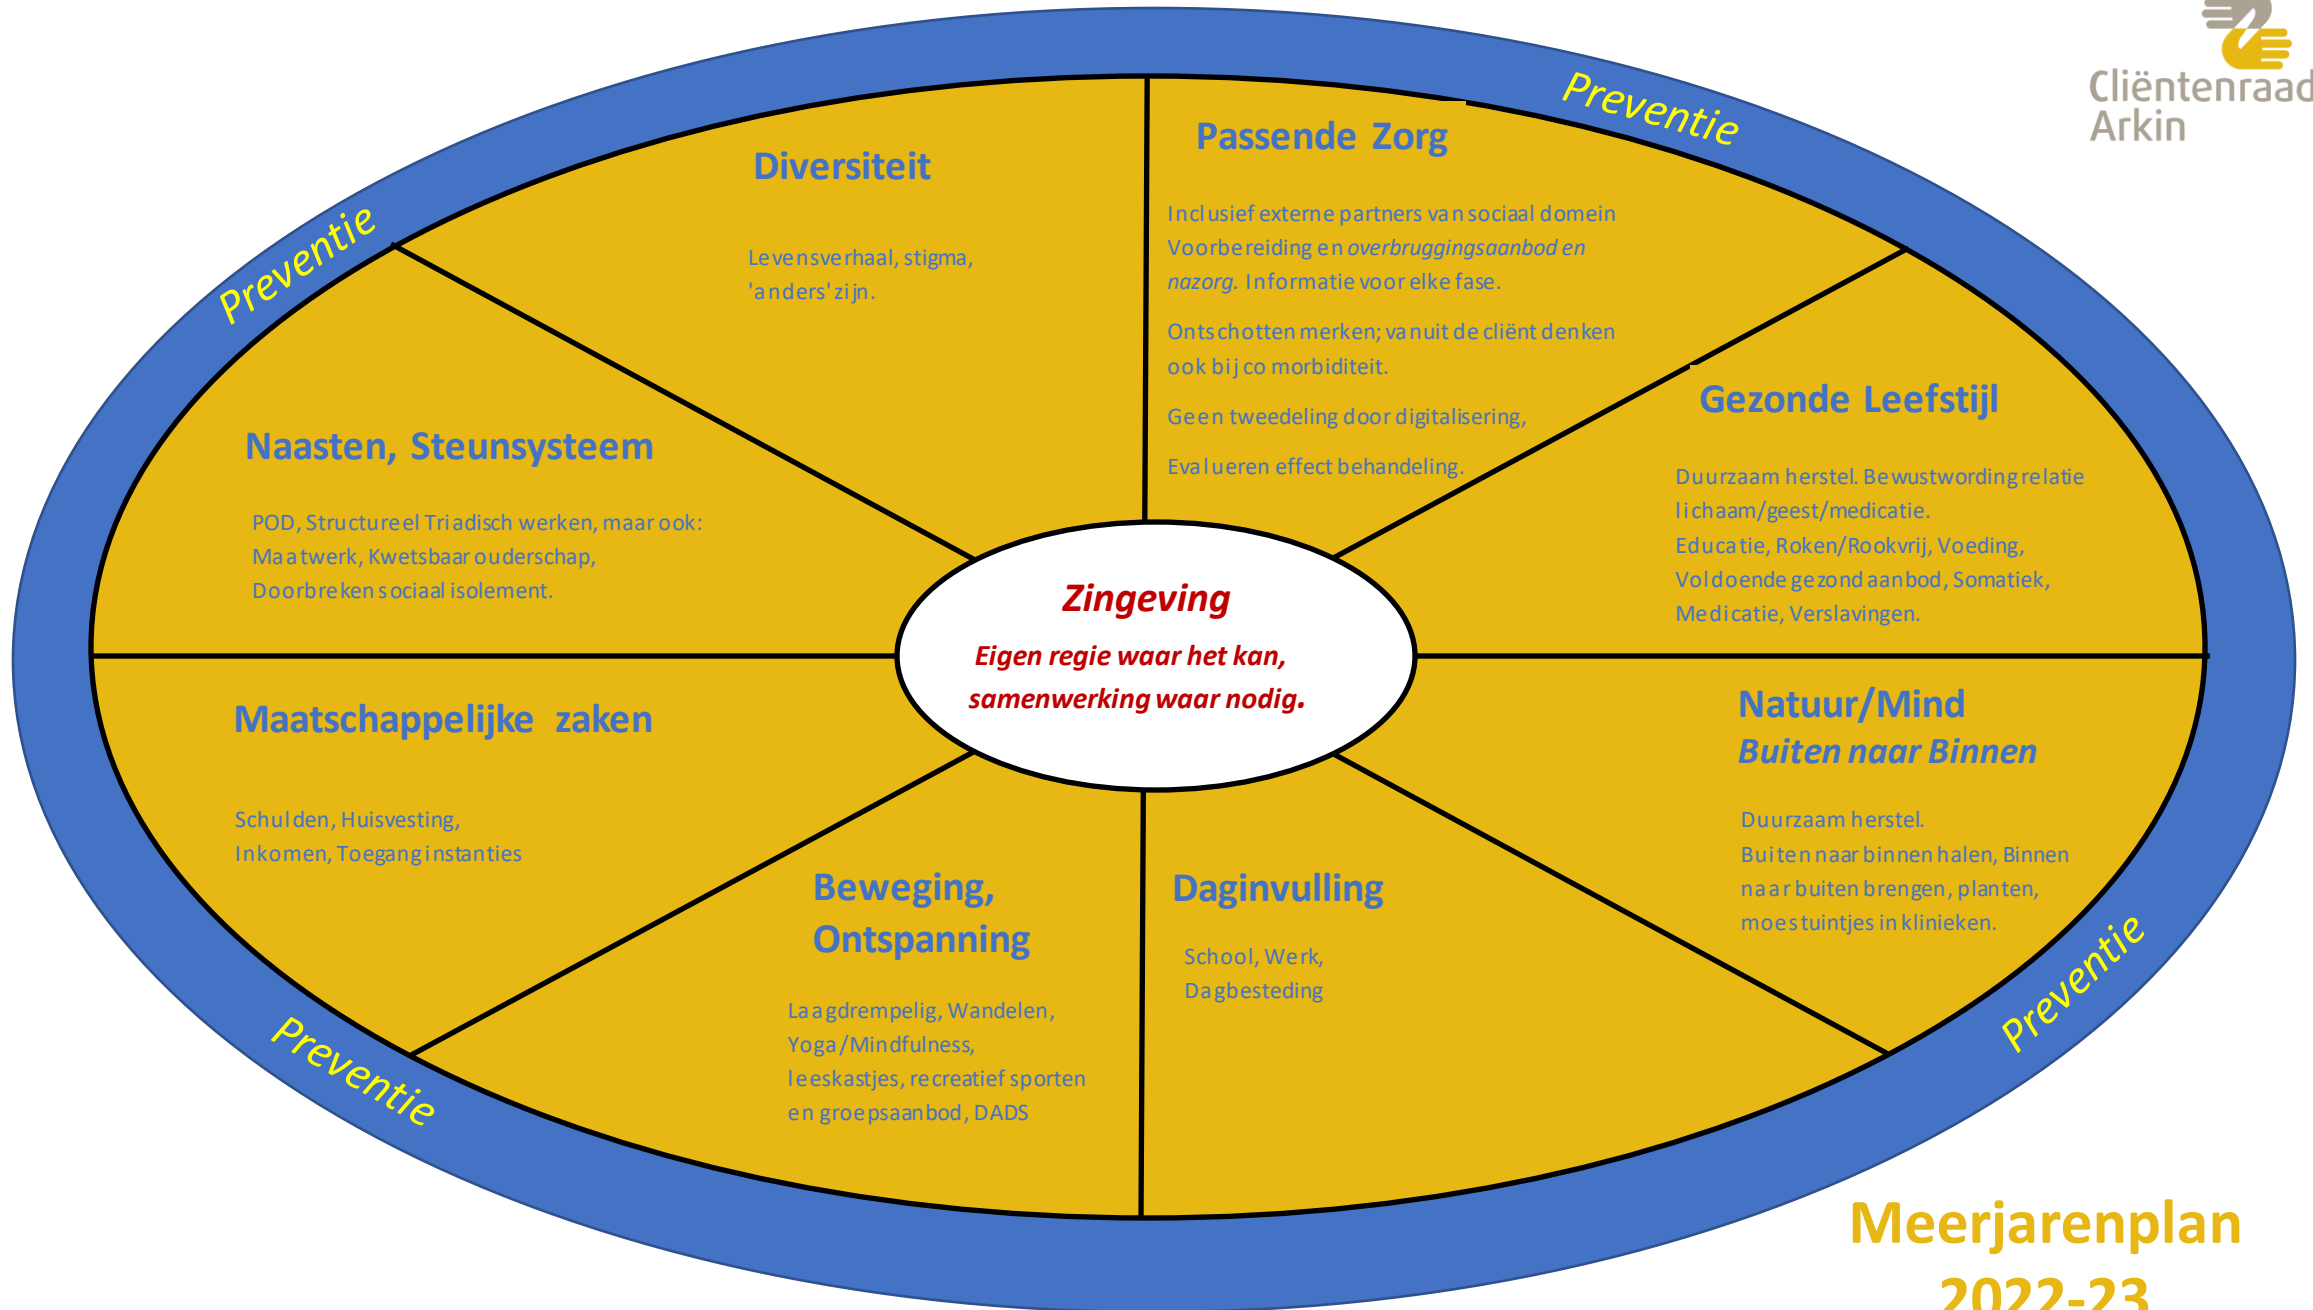 Cliëntenraad
Arkin
Preventie
Preventie
Diversiteit
Levensverhaal, stigma,
'anders' zijn.
Passende Zorg
Inclusief externe partners van sociaal domein
Voorbereiding en overbruggingsaanbod en
nazorg. Informatie voor elke fase.
Ontschotten merken; vanuit de cliënt denken
ook bij co morbiditeit.
Geen tweedeling door digitalisering,
Evalueren effect behandeling.
Gezonde Leefstijl
Duurzaam herstel. Bewustwording relatie
lichaam/geest/medicatie.
Educatie, Roken/Rookvrij, Voeding,
Voldoende gezond aanbod, Somatiek,
Medicatie, Verslavingen.
Naasten, Steunsysteem
POD, Structureel Triadisch werken, maar ook:
Maatwerk, Kwetsbaar ouderschap,
Doorbreken sociaal isolement.
Zingeving
Eigen regie waar het kan,
samenwerking waar nodig.
Maatschappelijke zaken
Schulden, Huisvesting,
Inkomen, Toegang instanties
Natuur/Mind
Buiten naar Binnen
Duurzaam herstel.
Buiten naar binnen halen, Binnen
naar buiten brengen, planten,
moestuintjes in klinieken.
Beweging,
Ontspanning
Laagdrempelig, Wandelen,
Yoga/Mindfulness,
leeskastjes, recreatief sporten
en groepsaanbod, DADS
Daginvulling
School, Werk,
Dagbesteding
Preventie
Preventie
Meerjarenplan
2022-23